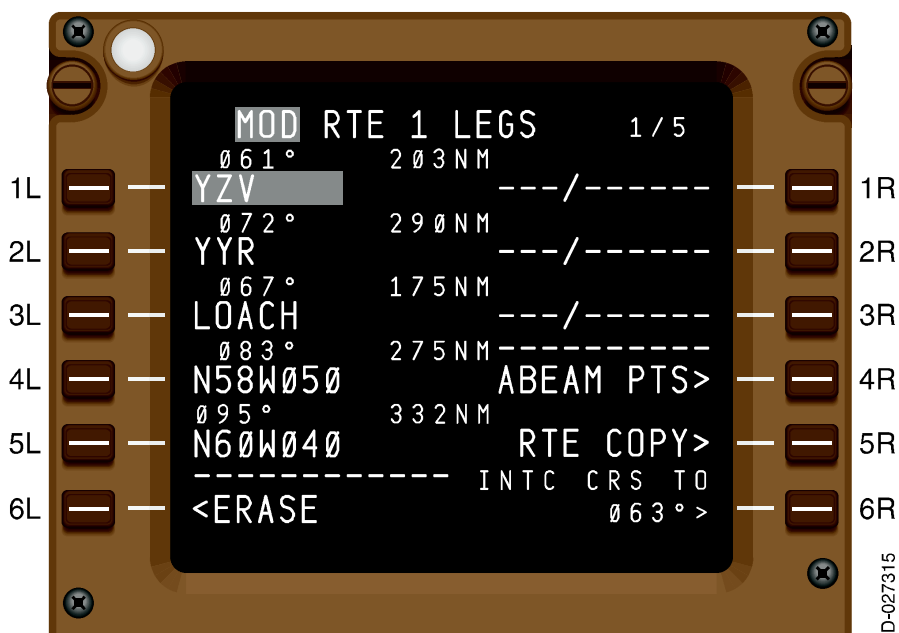 MOD RTE 1 LEGS 1/5
Ø61° 2Ø3NM
1L YZV ---/------ 1R
Ø72° 29ØNM
2L YYR ---/------ 2R
Ø67° 175NM
3L LOACH ---/------ 3R
Ø83° 275NM ----------
4L N58WØ5Ø ABEAM PTS> 4R
Ø95° 332NM
5L N6ØWØ4Ø RTE COPY> 5R
------------- INTC CRS TO
6L <ERASE Ø63°> 6R
D-027315